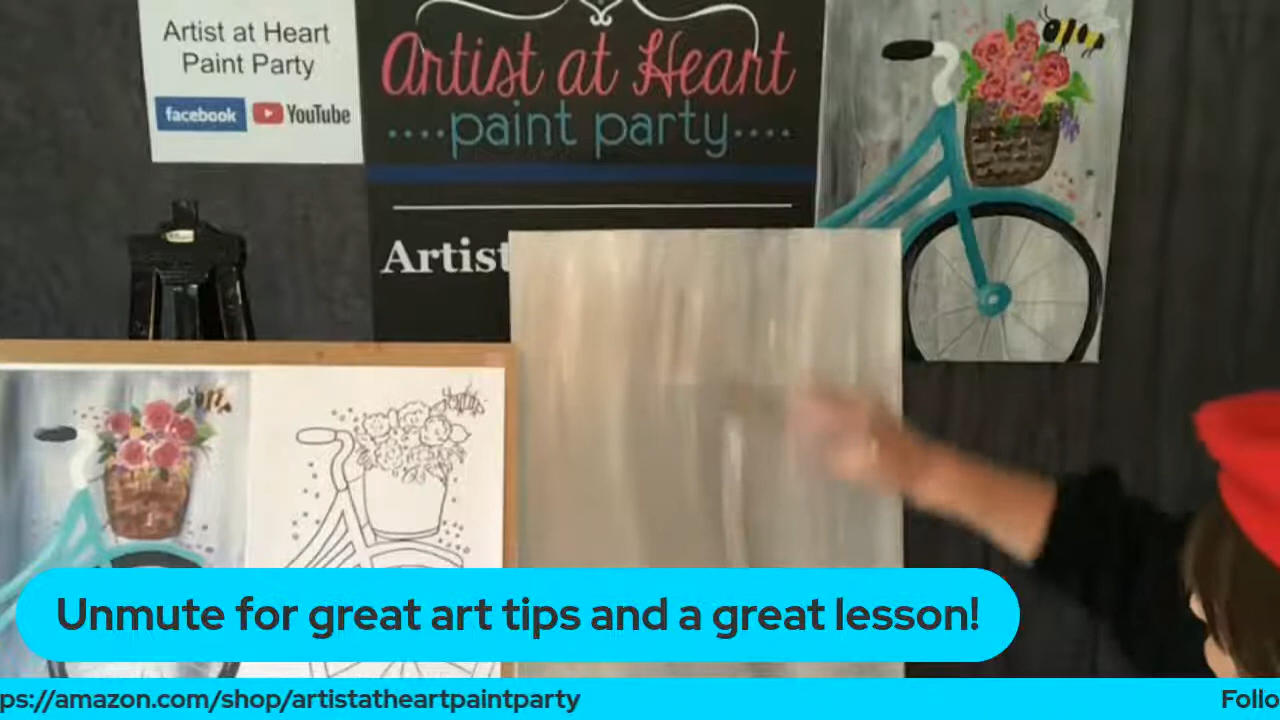 Artist at Heart
Paint Party
facebook
YouTube
Artist at Heart
....paint party....
Artist
Unmute for great art tips and a great lesson!
ps://amazon.com/shop/artistatheartpaintparty
Follo